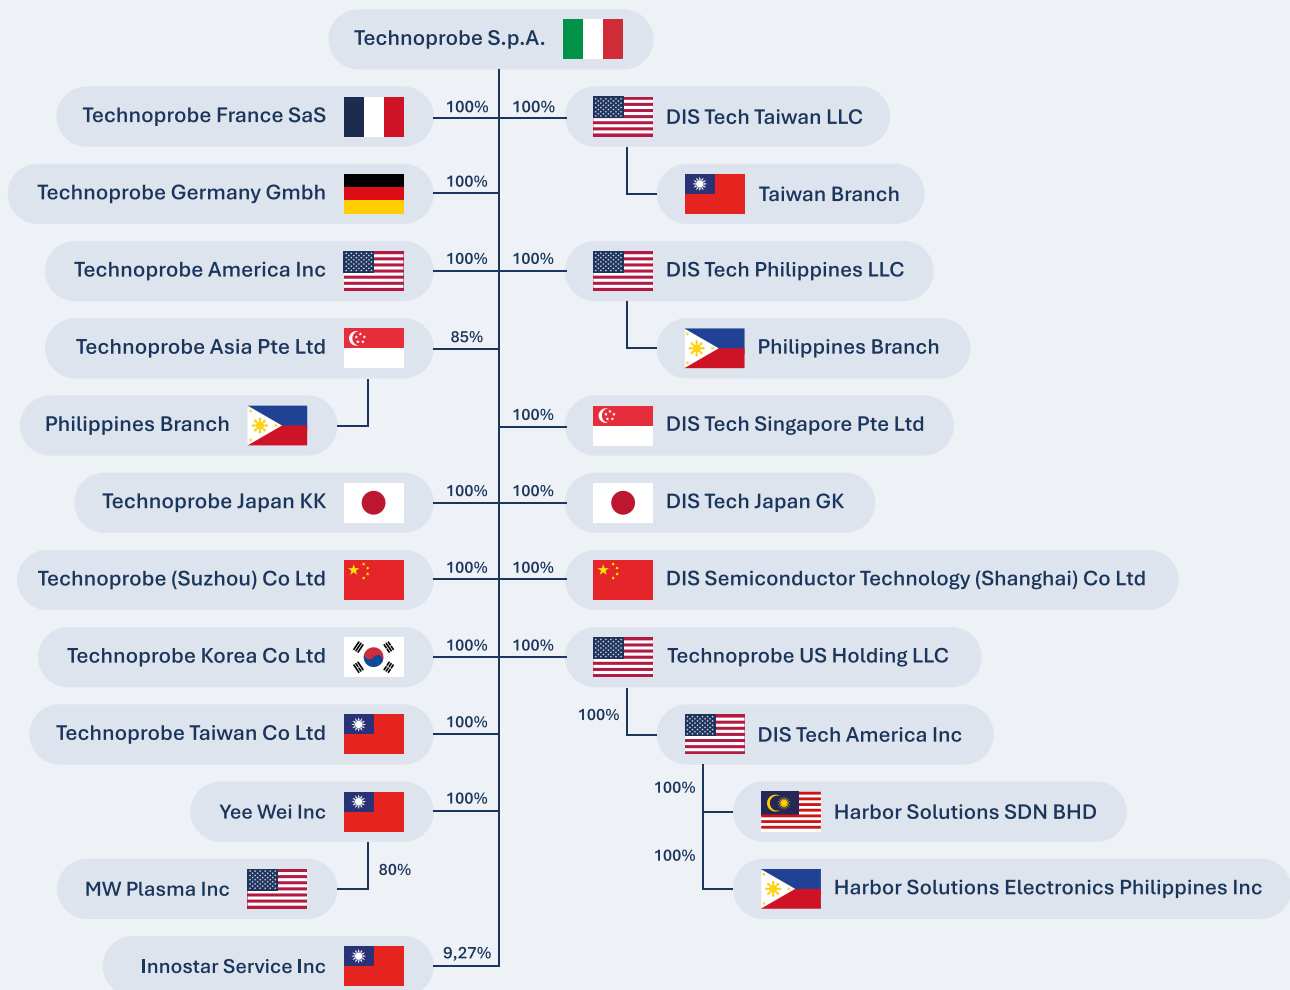 Technoprobe S.p.A.
Technoprobe France SaS
100%
100%
DIS Tech Taiwan LLC
Technoprobe Germany Gmbh
100%
Taiwan Branch
Technoprobe America Inc
100%
100%
DIS Tech Philippines LLC
Technoprobe Asia Pte Ltd
85%
Philippines Branch
Philippines Branch
100%
DIS Tech Singapore Pte Ltd
Technoprobe Japan KK
100%
100%
DIS Tech Japan GK
Technoprobe (Suzhou) Co Ltd
100%
100%
DIS Semiconductor Technology (Shanghai) Co Ltd
Technoprobe Korea Co Ltd
100%
100%
Technoprobe US Holding LLC
Technoprobe Taiwan Co Ltd
100%
100%
DIS Tech America Inc
Yee Wei Inc
100%
100%
Harbor Solutions SDN BHD
MW Plasma Inc
80%
100%
Harbor Solutions Electronics Philippines Inc
Innostar Service Inc
9,27%